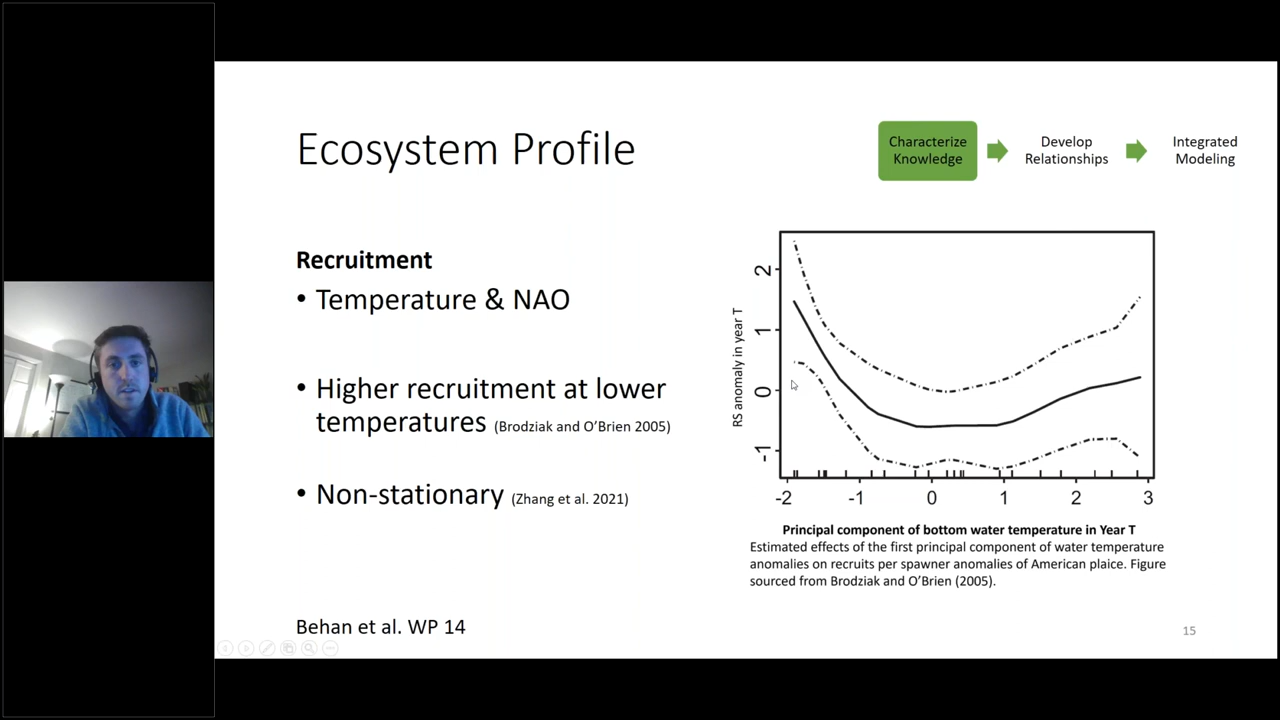 Ecosystem Profile
Characterize
Knowledge
Develop
Relationships
Integrated
Modeling
Recruitment
• Temperature & NAO
• Higher recruitment at lower
temperatures (Brodziak and O’Brien 2005)
• Non-stationary (Zhang et al. 2021)
RS anomaly in year T
2
1
0
-1
-2 -1 0 1 2 3
Principal component of bottom water temperature in Year T
Estimated effects of the first principal component of water temperature
anomalies on recruits per spawner anomalies of American plaice. Figure
sourced from Brodziak and O’Brien (2005).
Behan et al. WP 14
15